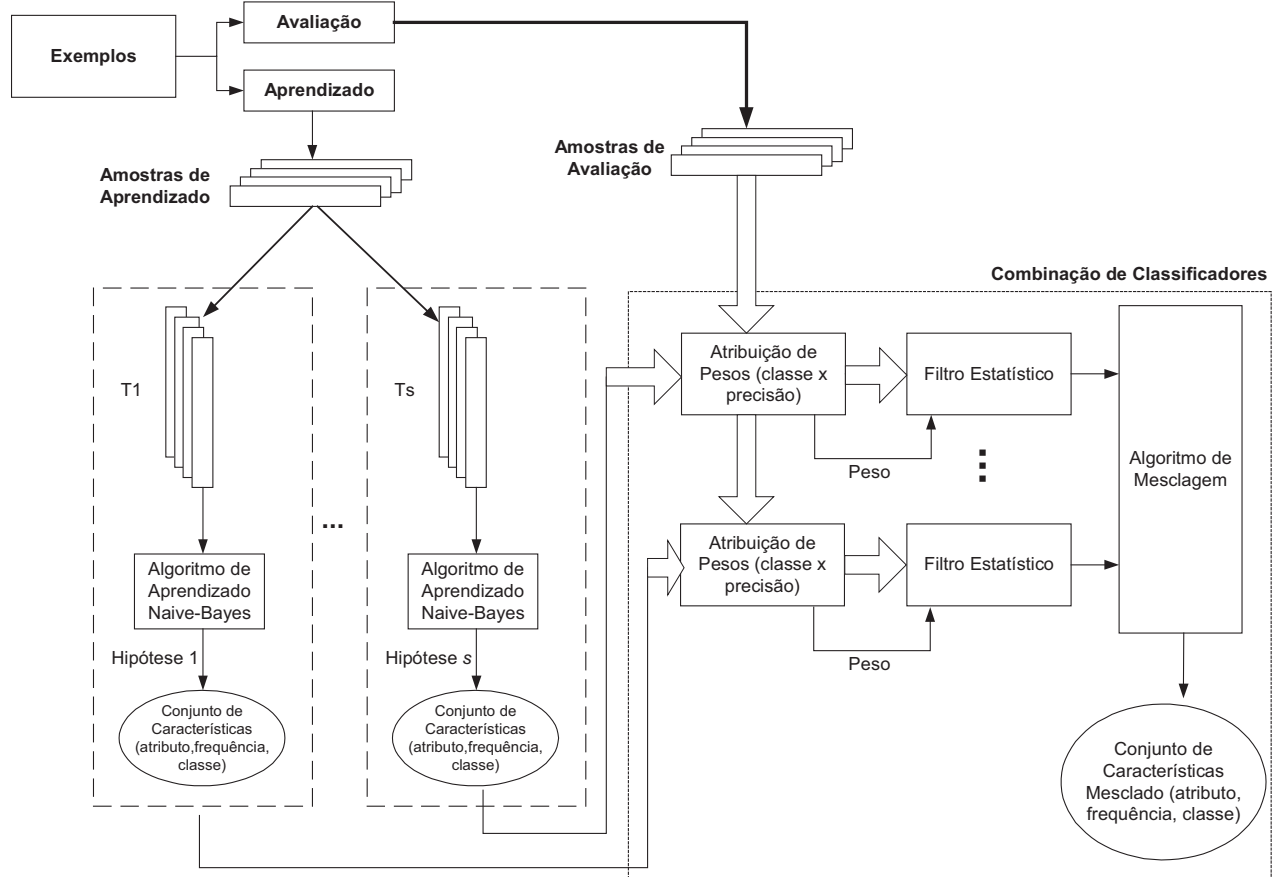 Exemplos
Avaliação
Aprendizado
Amostras de
Aprendizado
Amostras de
Avaliação
Combinação de Classificadores
T1
Ts
...
Algoritmo de
Aprendizado
Naive-Bayes
Algoritmo de
Aprendizado
Naive-Bayes
Hipótese 1
Hipótese s
Conjunto de
Características
(atributo,frequência,
classe)
Conjunto de
Características
(atributo,frequência,
classe)
Atribuição de
Pesos (classe x
precisão)
Filtro Estatístico
Peso
Atribuição de
Pesos (classe x
precisão)
Filtro Estatístico
Peso
Algoritmo de
Mesclagem
Conjunto de
Características
Mesclado (atributo,
frequência, classe)